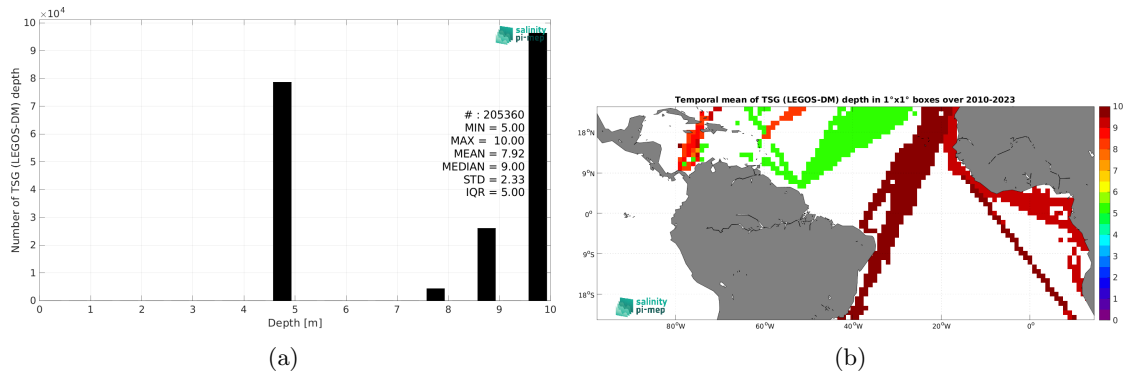 ×10⁴
10
9
8
7
6
5
4
3
2
1
0
Number of TSG (LEGOS-DM) depth
salinity
pi-mep
# : 205360
MIN = 5.00
MAX = 10.00
MEAN = 7.92
MEDIAN = 9.00
STD = 2.33
IQR = 5.00
0 1 2 3 4 5 6 7 8 9 10
Depth [m]
(a)
Temporal mean of TSG (LEGOS-DM) depth in 1°x1° boxes over 2010-2023
18°N
9°N
0°
9°S
18°S
80°W 60°W 40°W 20°W 0°
salinity
pi-mep
10
9
8
7
6
5
4
3
2
1
0
(b)